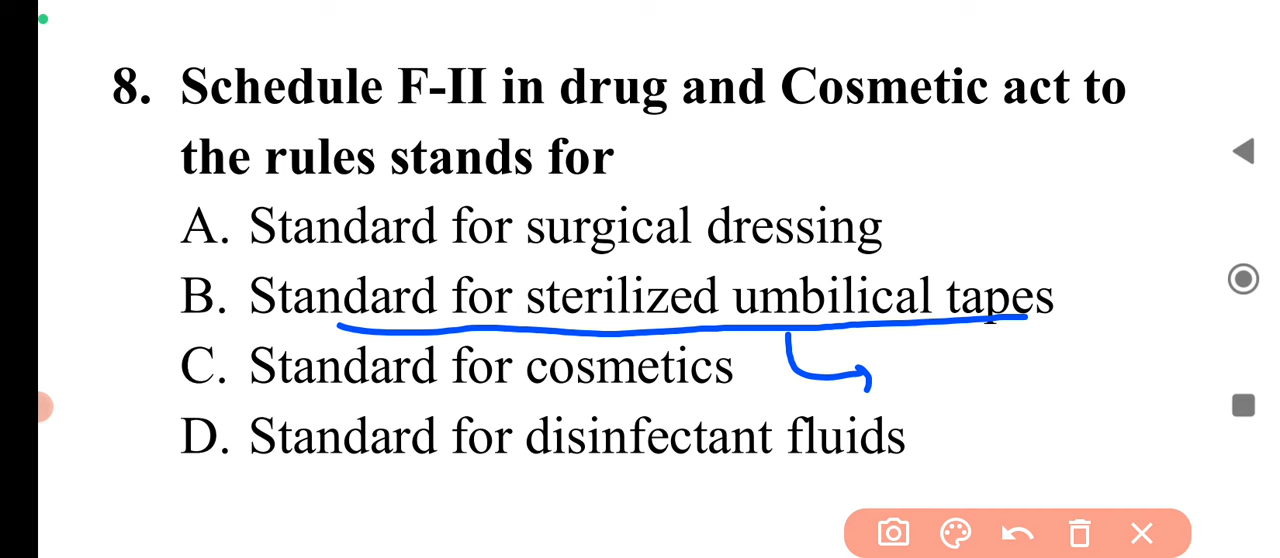 8. Schedule F-II in drug and Cosmetic act to
the rules stands for
A. Standard for surgical dressing
B. Standard for sterilized umbilical tapes
C. Standard for cosmetics
D. Standard for disinfectant fluids